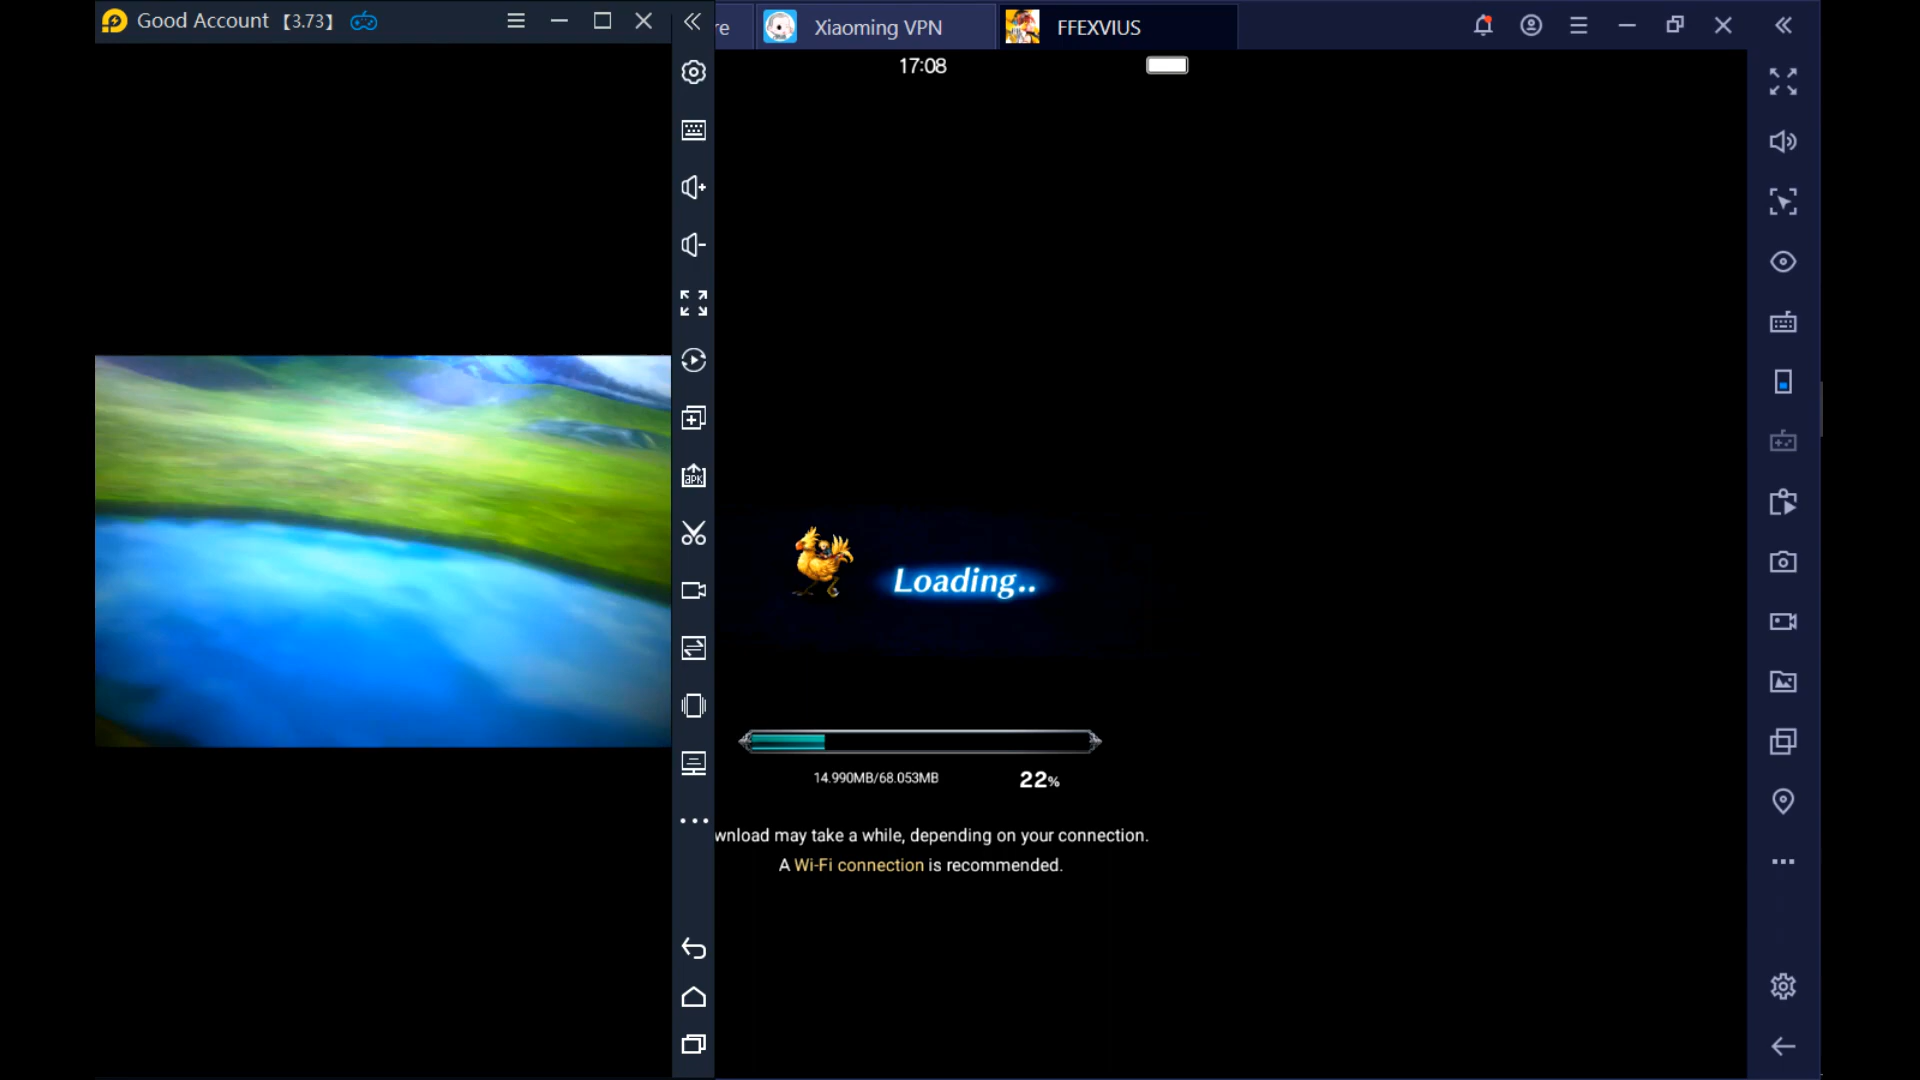 Good Account 【3.73】
re
Xiaoming VPN
FFEXVIUS
17:08
APK
Loading..
14.990MB/68.053MB
22%
wnload may take a while, depending on your connection.
A Wi-Fi connection is recommended.